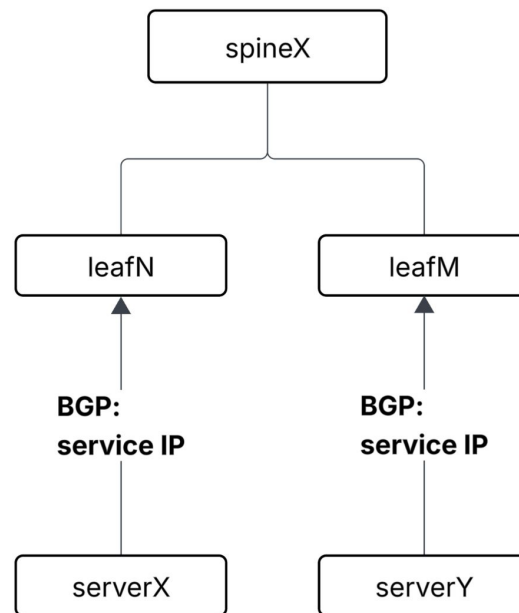 spineX
leafN
leafM
BGP:
service IP
BGP:
service IP
serverX
serverY